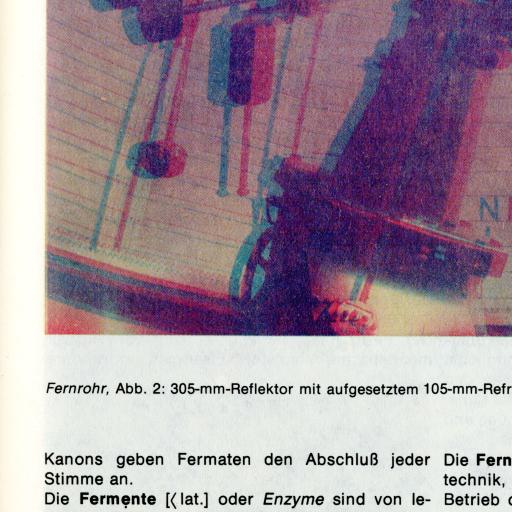 N
Fernrohr, Abb. 2: 305-mm-Reflektor mit aufgesetztem 105-mm-Refr
Kanons geben Fermaten den Abschluß jeder
Stimme an.
Die Fermente [⟨lat.] oder Enzyme sind von le-
Die Fern
technik,
Betrieb